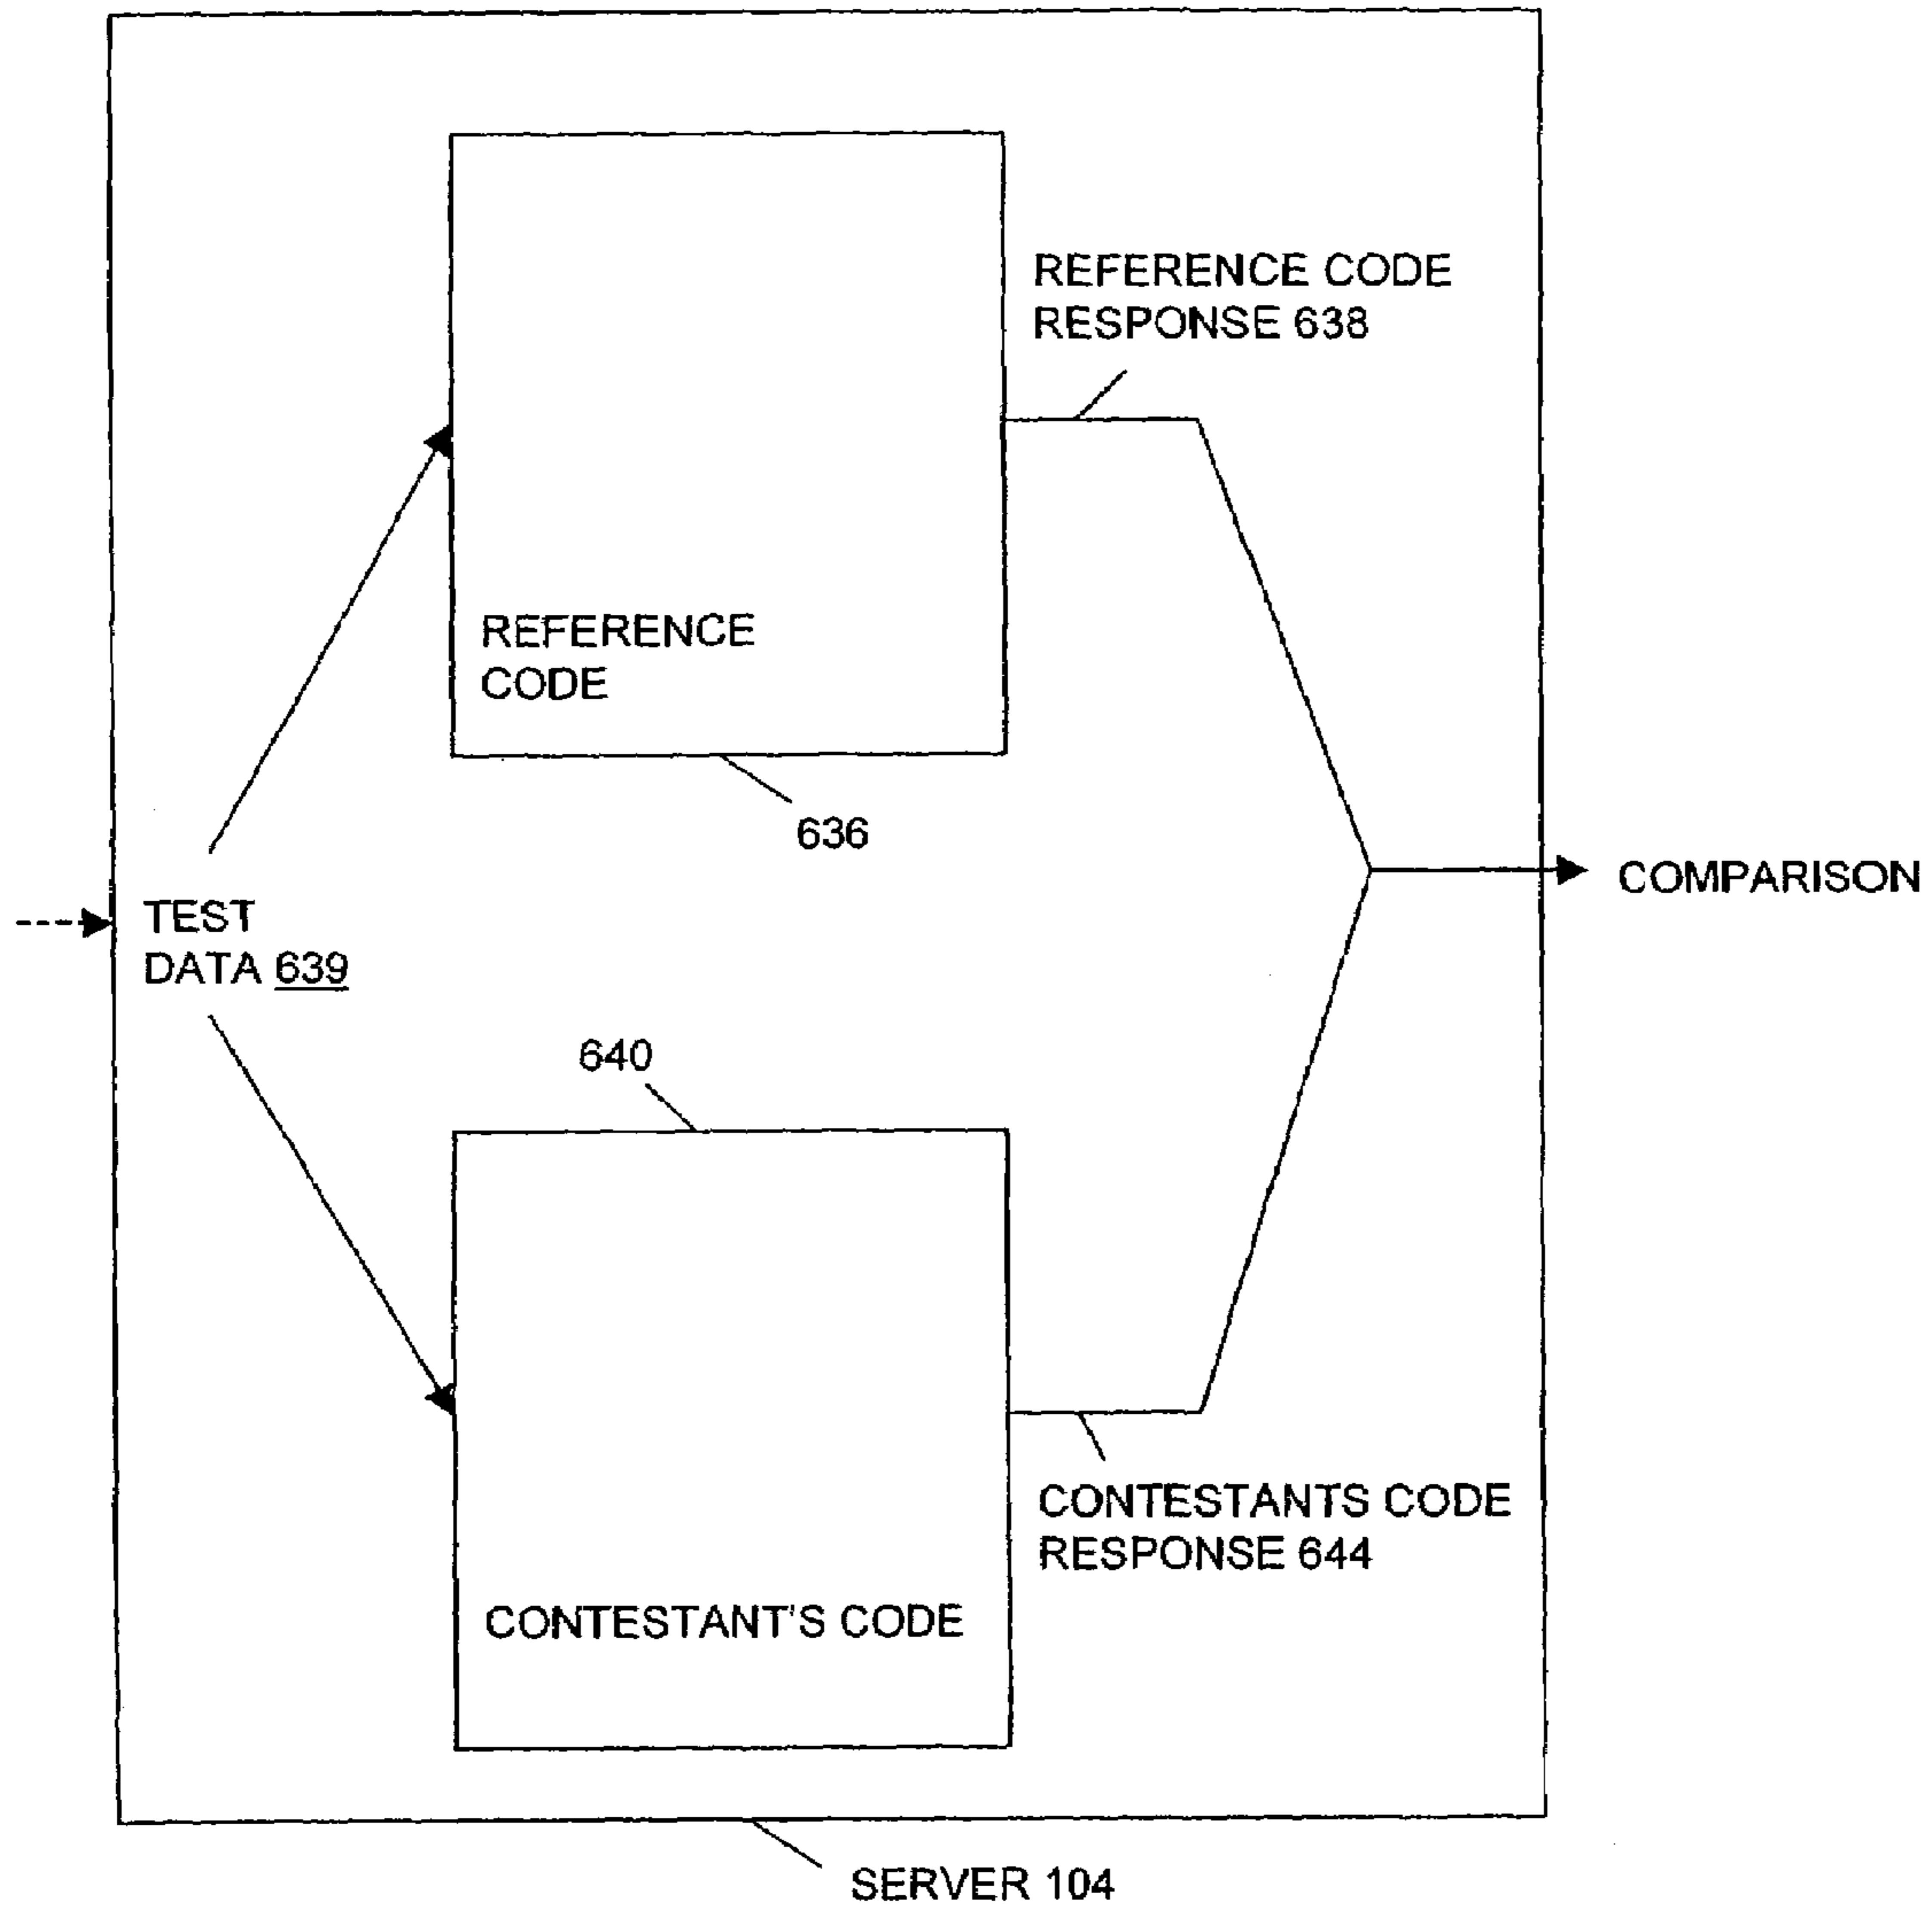 REFERENCE CODE
RESPONSE 638
REFERENCE
CODE
636
COMPARISON
TEST
DATA 639
640
CONTESTANTS CODE
RESPONSE 644
CONTESTANT'S CODE
SERVER 104